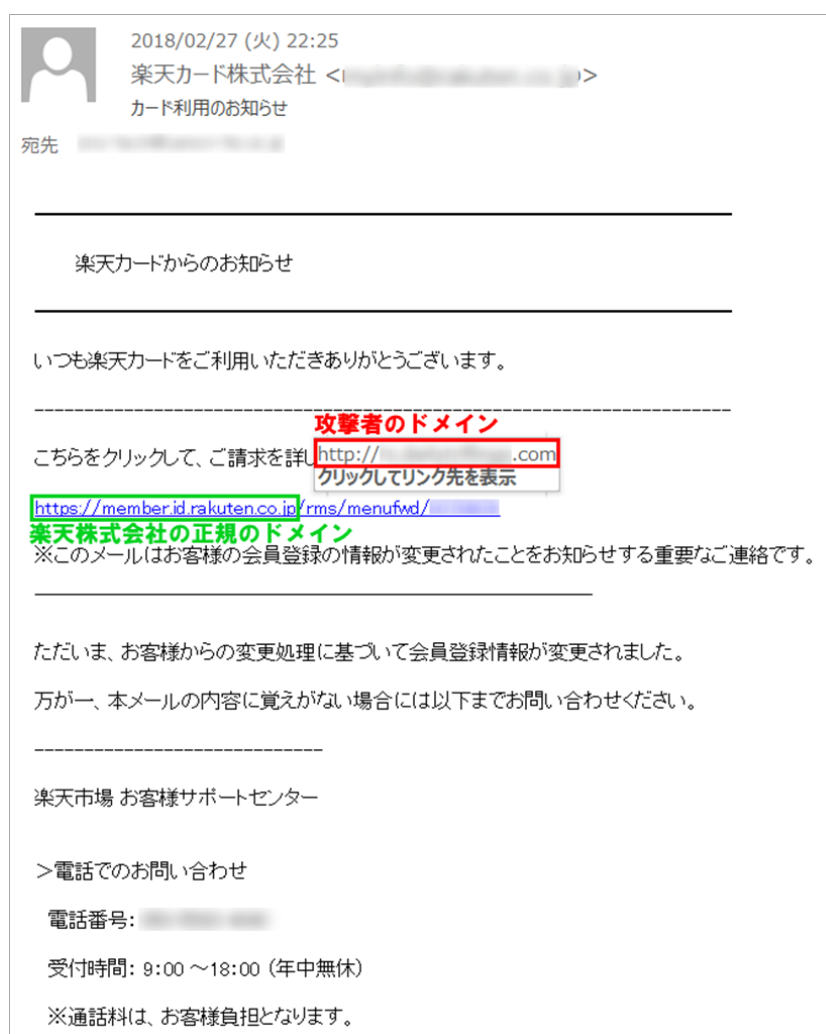 2018/02/27 (火) 22:25
楽天カード株式会社 <
>
カード利用のお知らせ
宛先
楽天カードからのお知らせ
いつも楽天カードをご利用いただきありがとうございます。
攻撃者のドメイン
こちらをクリックして、ご請求を詳し
http:// .com
クリックしてリンク先を表示
https://member.id.rakuten.co.jp/rms/menufwd/
楽天株式会社の正規のドメイン
※このメールはお客様の会員登録の情報が変更されたことをお知らせする重要なご連絡です。
ただいま、お客様からの変更処理に基づいて会員登録情報が変更されました。
万が一、本メールの内容に覚えがない場合には以下までお問い合わせください。
楽天市場 お客様サポートセンター
＞電話でのお問い合わせ
電話番号:
受付時間: 9:00 ～18:00 (年中無休)
※通話料は、お客様負担となります。